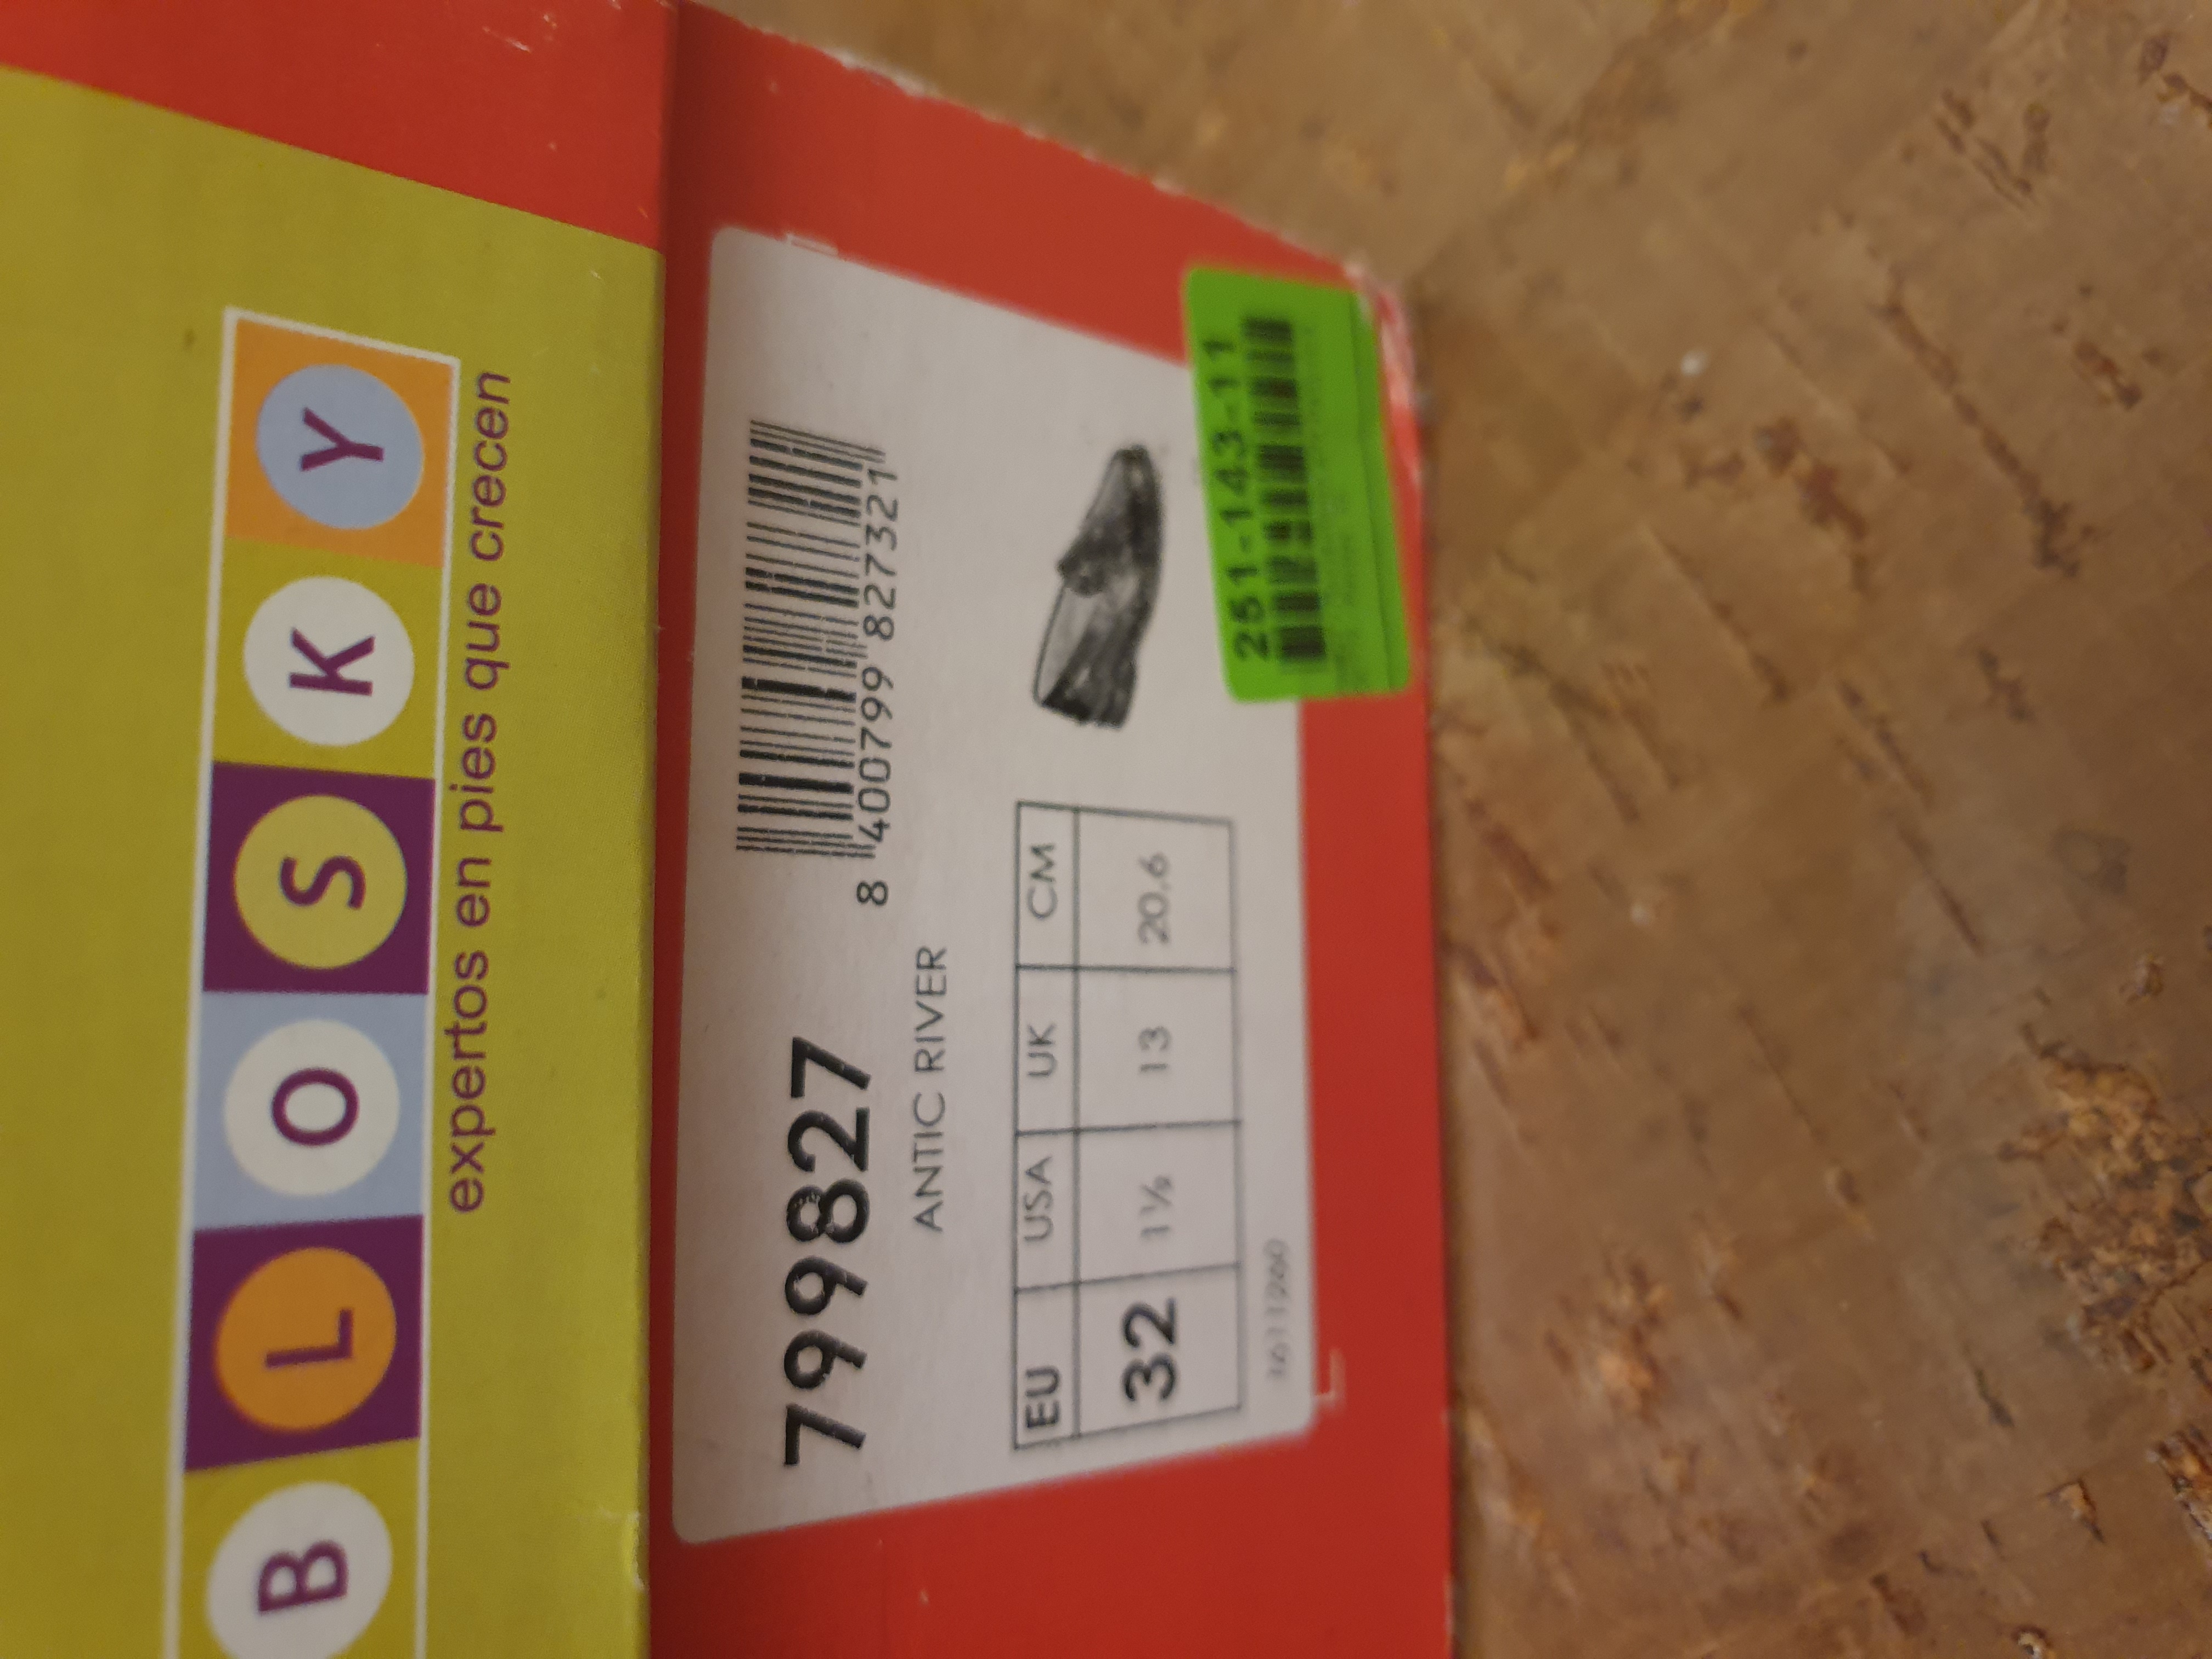 BLOSKY
expertos en pies que crecen
799827
8 400799 827321
ANTIC RIVER
EU USA UK CM
32 1½ 13 20,6
251-143-11